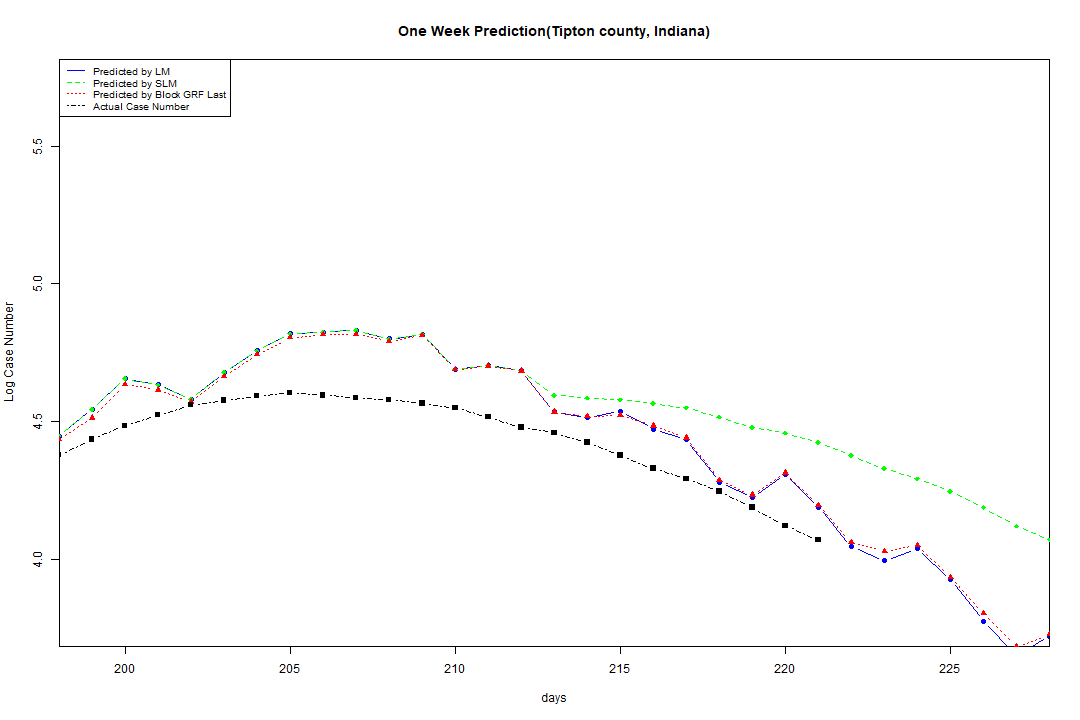 One Week Prediction(Tipton county, Indiana)
Predicted by LM
Predicted by SLM
Predicted by Block GRF Last
Actual Case Number
5.5
5.0
4.5
4.0
Log Case Number
200 205 210 215 220 225
days